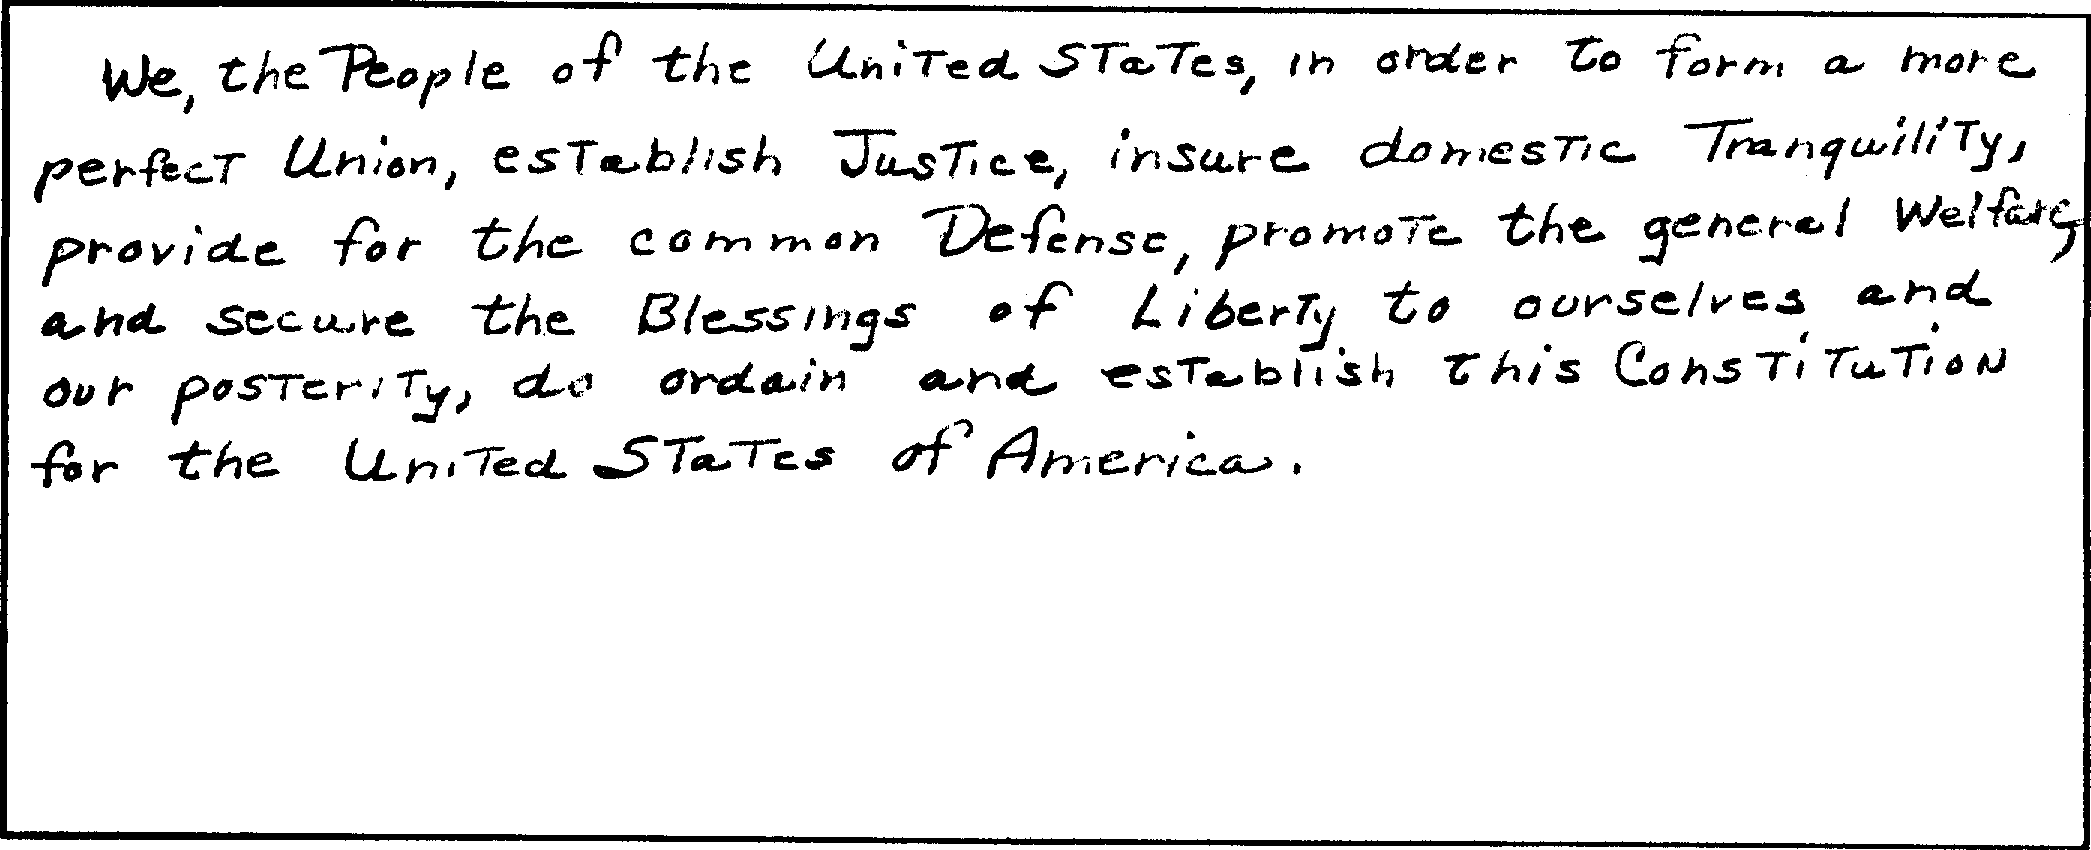 We, the People of the United States, in order to form a more
perfect Union, establish Justice, insure domestic Tranquility,
provide for the common Defense, promote the general Welfare,
and secure the Blessings of Liberty to ourselves and
our posterity, do ordain and establish this Constitution
for the United States of America.